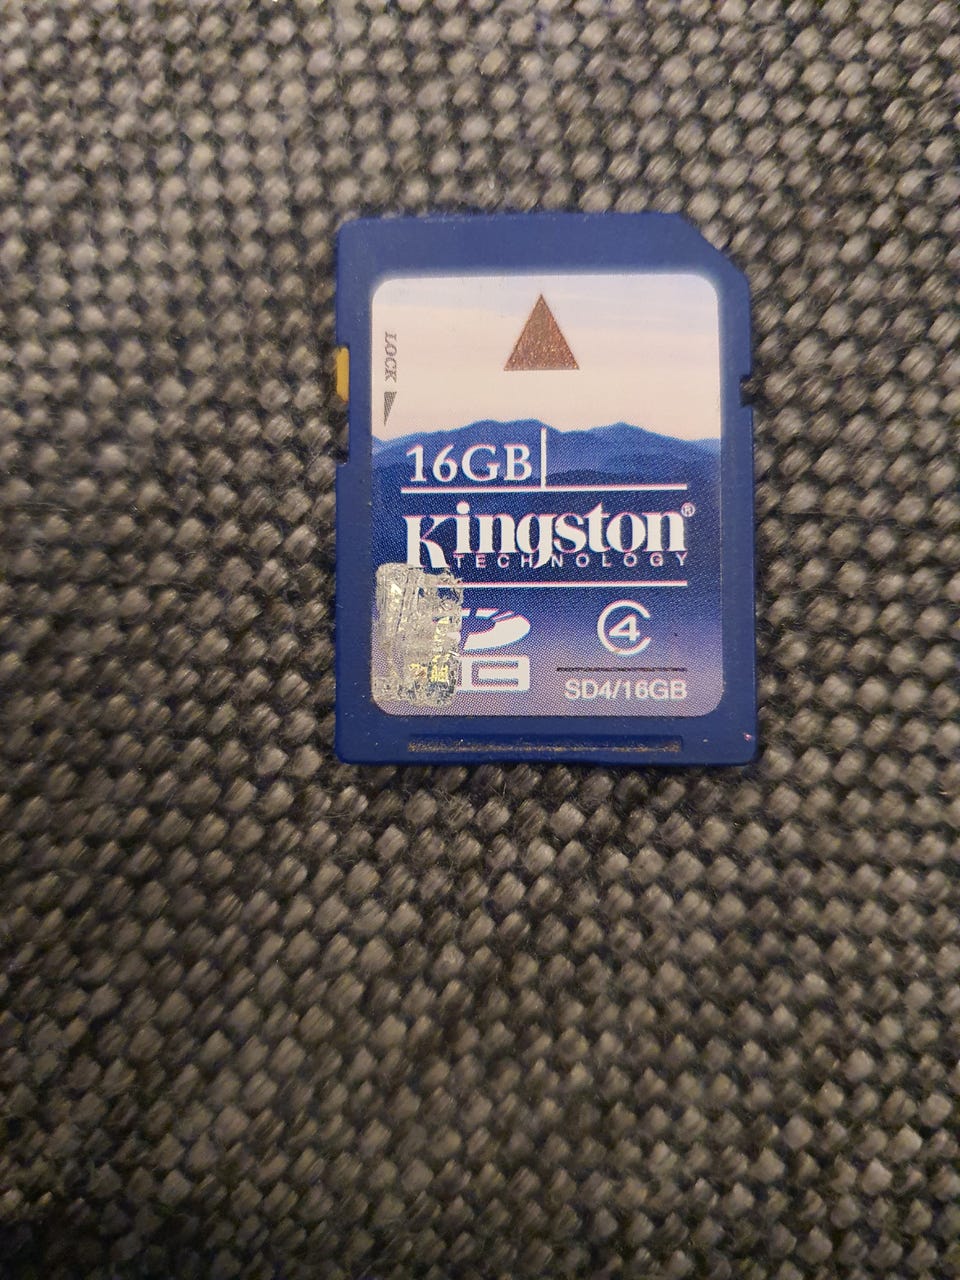 LOCK
16GB
Kingston®
TECHNOLOGY
4
SD4/16GB